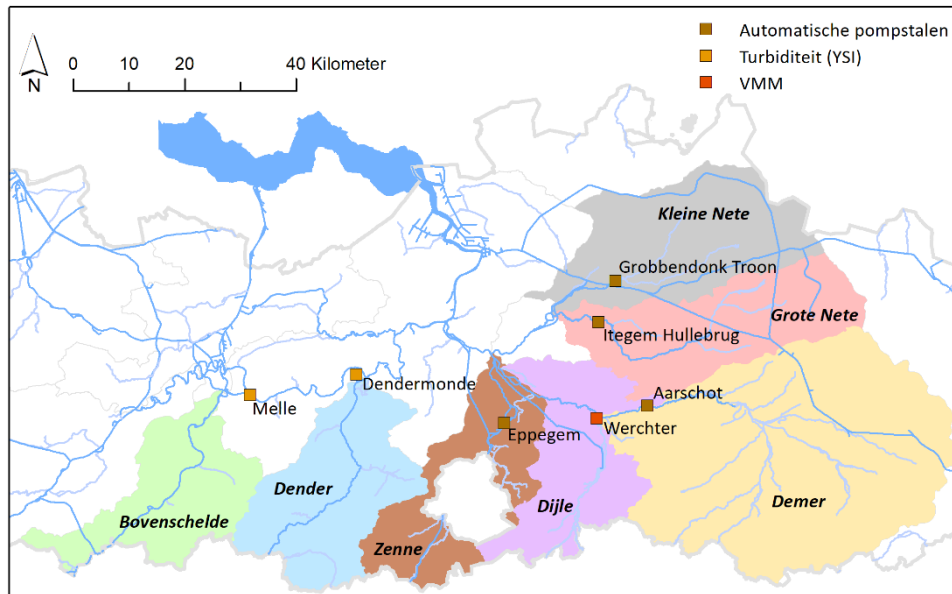 Automatische pompstalen
Turbiditeit (YSI)
VMM
0 10 20 40 Kilometer
N
Kleine Nete
Grobbendonk Troon
Grote Nete
Itegem Hullebrug
Dendermonde
Aarschot
Melle
Werchter
Eppegem
Dender
Dijle
Demer
Bovenschelde
Zenne